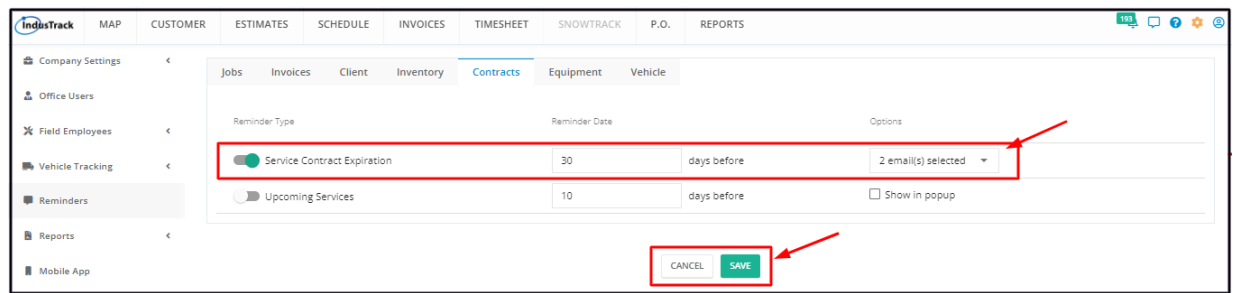 indusTrack MAP CUSTOMER ESTIMATES SCHEDULE INVOICES TIMESHEET SNOWTRACK P.O. REPORTS 193
Company Settings
Office Users
Field Employees
Vehicle Tracking
Reminders
Reports
Mobile App
Jobs Invoices Client Inventory Contracts Equipment Vehicle
Reminder Type Reminder Date Options
Service Contract Expiration 30 days before 2 email(s) selected
Upcoming Services 10 days before Show in popup
CANCEL SAVE